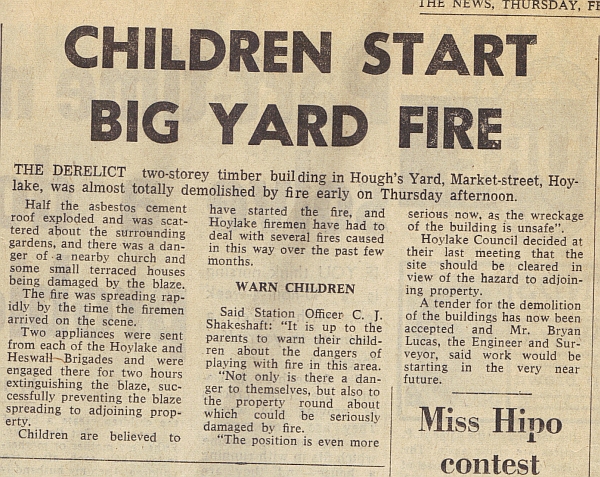 THE NEWS, THURSDAY, FE
CHILDREN START
BIG YARD FIRE
THE DERELICT two-storey timber building in Hough's Yard, Market-street, Hoy-
lake, was almost totally demolished by fire early on Thursday afternoon.
Half the asbestos cement
roof exploded and was scat-
tered about the surrounding
gardens, and there was a dan-
ger of a nearby church and
some small terraced houses
being damaged by the blaze.
The fire was spreading rap-
idly by the time the firemen
arrived on the scene.
Two appliances were sent
from each of the Hoylake and
Heswall Brigades and were
engaged there for two hours
extinguishing the blaze, suc-
cessfully preventing the blaze
spreading to adjoining prop-
erty.
Children are believed to
have started the fire, and
Hoylake firemen have had to
deal with several fires caused
in this way over the past few
months.
WARN CHILDREN
Said Station Officer C. J.
Shakeshaft: "It is up to the
parents to warn their chil-
dren about the dangers of
playing with fire in this area.
"Not only is there a dan-
ger to themselves, but also to
the property round about
which could be seriously
damaged by fire.
"The position is even more
serious now, as the wreckage
of the building is unsafe".
Hoylake Council decided at
their last meeting that the
site should be cleared in
view of the hazard to adjoin-
ing property.
A tender for the demolition
of the buildings has now been
accepted and Mr. Bryan
Lucas, the Engineer and Sur-
veyor, said work would be
starting in the very near
future.
Miss Hipo
contest